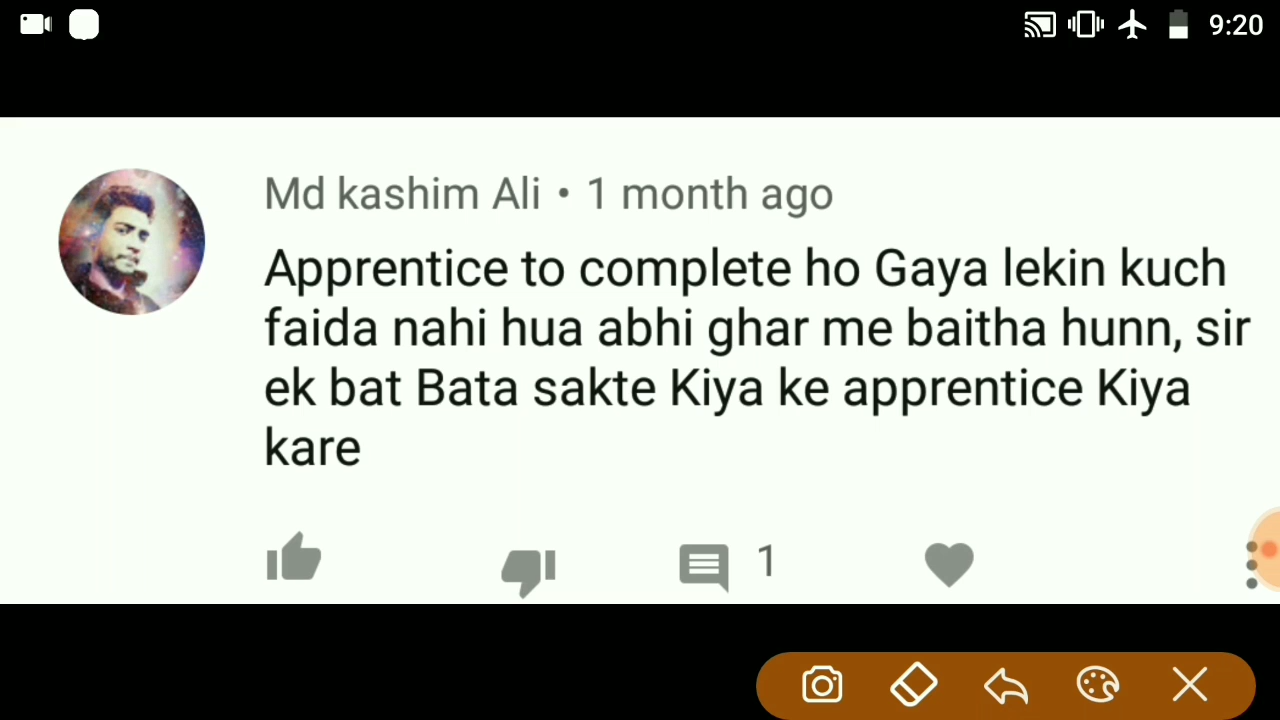 9:20
Md kashim Ali • 1 month ago
Apprentice to complete ho Gaya lekin kuch
faida nahi hua abhi ghar me baitha hunn, sir
ek bat Bata sakte Kiya ke apprentice Kiya
kare
1